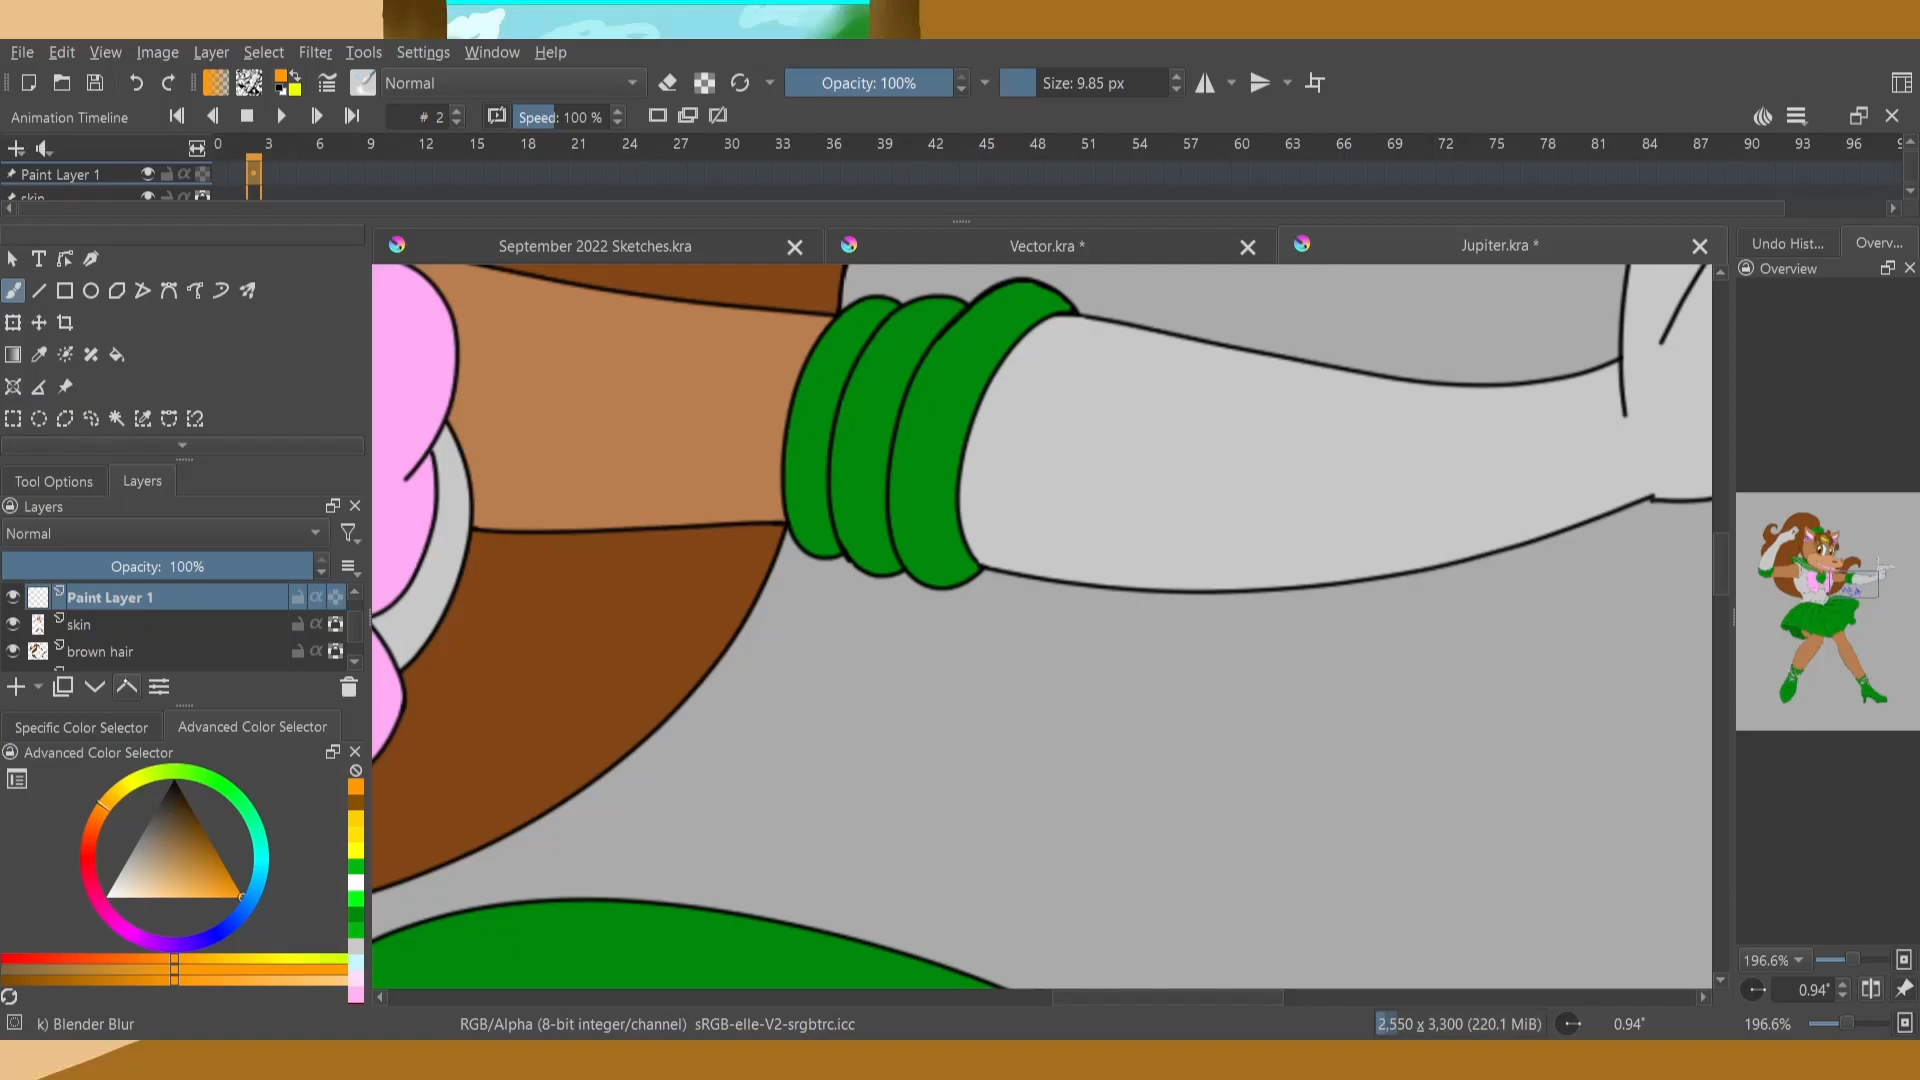 File Edit View Image Layer Select Filter Tools Settings Window Help
Normal Opacity: 100% Size: 9.85 px
Animation Timeline # 2 Speed: 100 %
0 3 6 9 12 15 18 21 24 27 30 33 36 39 42 45 48 51 54 57 60 63 66 69 72 75 78 81 84 87 90 93 96
Paint Layer 1
skin
September 2022 Sketches.kra Vector.kra * Jupiter.kra * Undo Hist... Overv...
Overview
Tool Options Layers
Layers
Normal
Opacity: 100%
Paint Layer 1
skin
brown hair
Specific Color Selector Advanced Color Selector
Advanced Color Selector
196.6%
0.94°
k) Blender Blur RGB/Alpha (8-bit integer/channel) sRGB-elle-V2-srgbtrc.icc 2,550 x 3,300 (220.1 MiB) 0.94° 196.6%